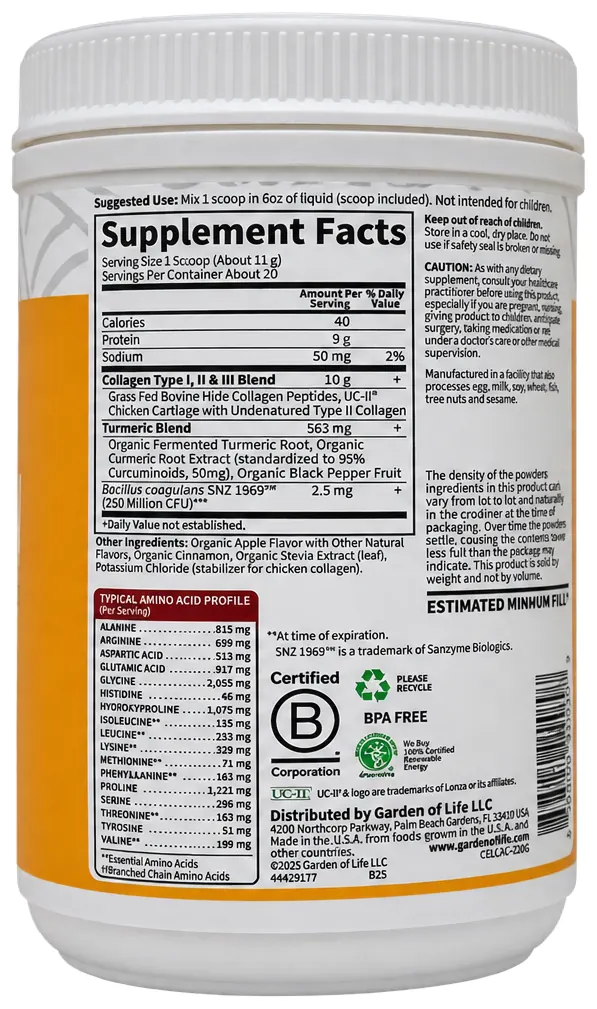 Suggested Use: Mix 1 scoop in 6oz of liquid (scoop included). Not intended for children.
Supplement Facts
Serving Size 1 Sccoop (About 11 g)
Servings Per Container About 20
Amount Per Serving % Daily Value
Calories 40
Protein 9 g
Sodium 50 mg 2%
Collagen Type I, II & III Blend 10 g +
Grass Fed Bovine Hide Collagen Peptides, UC-II®
Chicken Cartlage with Undenatured Type II Collagen
Turmeric Blend 563 mg +
Organic Fermented Turmeric Root, Organic
Curmeric Root Extract (standardized to 95%
Curcuminoids, 50mg), Organic Black Pepper Fruit
Bacillus coagulans SNZ 1969™ 2.5 mg +
(250 Million CFU)***
+Daily Value not established.
Other Ingredients: Organic Apple Flavor with Other Natural
Flavors, Organic Cinnamon, Organic Stevia Extract (leaf),
Potassium Chloride (stabilizer for chicken collagen).
TYPICAL AMINO ACID PROFILE
(Per Serving)
ALANINE 815 mg
ARGININE 699 mg
ASPARTIC ACID 513 mg
GLUTAMIC ACID 917 mg
GLYCINE 2,055 mg
HISTIDINE 46 mg
HYOROKYPROLINE 1,075 mg
ISOLEUCINE** 135 mg
LEUCINE** 233 mg
LYSINE** 329 mg
METHIONINE** 71 mg
PHENYLLANINE** 163 mg
PROLINE 1,221 mg
SERINE 296 mg
THREONINE** 163 mg
TYROSINE 51 mg
VALINE** 199 mg
**Essential Amino Acids
††Branched Chain Amino Acids
Keep out of reach of children.
Store in a cool, dry place. Do not
use if safety seal is broken or missing
CAUTION: As with any dietary
supplement, consult your healthcare
practitioner before using this product,
especially if you are pregnant, nursing,
giving product to children, anticipate
surgery, taking medication or
under a doctor's care or other medical
supervision.
Manufactured in a facility that also
processes egg, milk, soy, wheat, fish,
tree nuts and sesame.
The density of the powders
ingredients in this product can
vary from lot to lot and naturally
in the crodiner at the time of
packaging. Over time the powders
settle, causing the contents
less full than the package may
indicate. This product is sold by
weight and not by volume.
ESTIMATED MINHUM FILL*
**At time of expiration.
SNZ 1969 is a trademark of Sanzyme Biologics.
Certified
B
Corporation
PLEASE
RECYCLE
BPA FREE
We Buy
100% Certified
Renewable
Energy
UC-II UC-II® & logo are trademarks of Lonza or its affiliates.
Distributed by Garden of Life LLC
4200 Northcorp Parkway, Palm Beach Gardens, FL 33410 USA
Made in the.U.S.A. from foods growm in the U.S.A. and
other countries. www.gardenoflife.com
©2025 Garden of Life LLC CELCAC-220G
44429177 B25